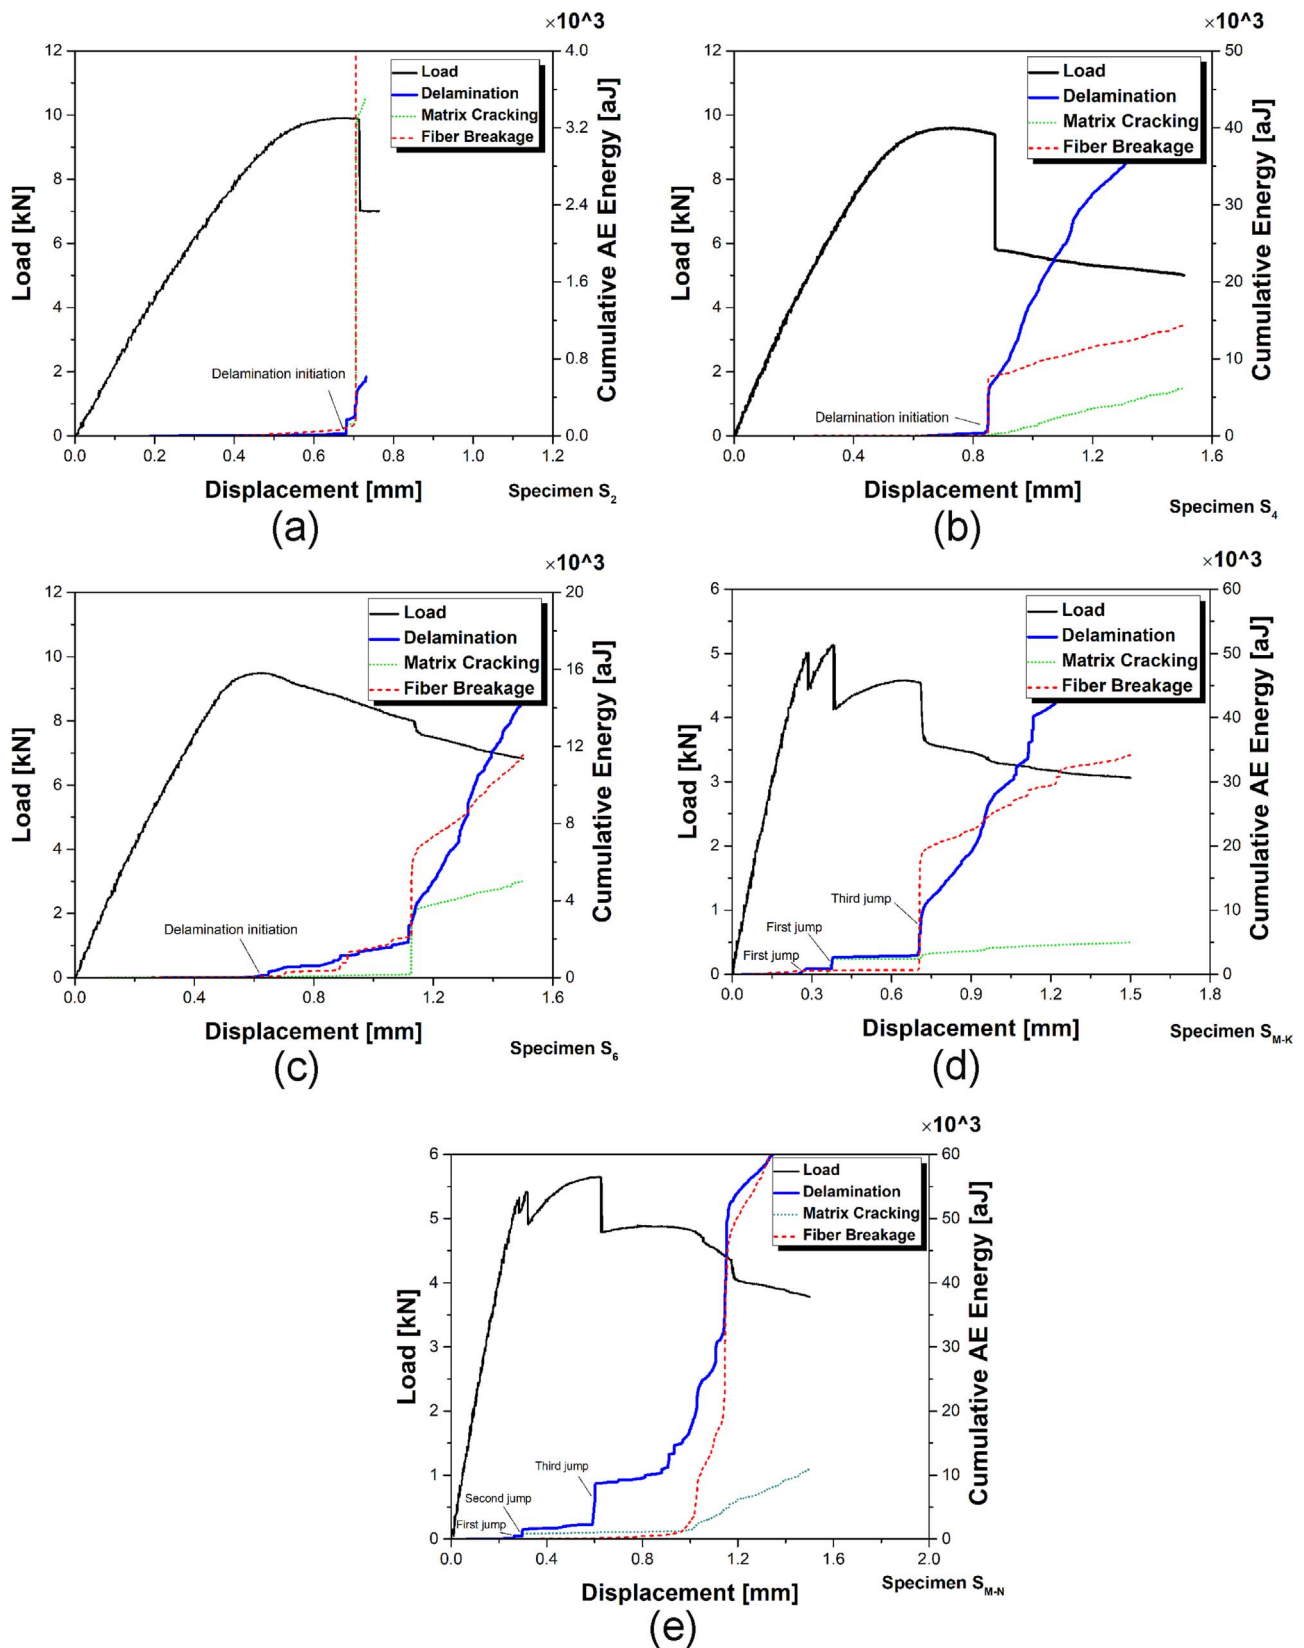 ×10^3
12
10
8
6
4
2
0
Load [kN]
4.0
3.2
2.4
1.6
0.8
0.0
Cumulative AE Energy [aJ]
Load
Delamination
Matrix Cracking
Fiber Breakage
Delamination initiation
0.0 0.2 0.4 0.6 0.8 1.0 1.2
Displacement [mm]
Specimen S2
(a)
×10^3
12
10
8
6
4
2
0
Load [kN]
50
40
30
20
10
0
Cumulative Energy [aJ]
Load
Delamination
Matrix Cracking
Fiber Breakage
Delamination initiation
0.0 0.4 0.8 1.2 1.6
Displacement [mm]
Specimen S4
(b)
×10^3
12
10
8
6
4
2
0
Load [kN]
20
16
12
8
4
0
Cumulative Energy [aJ]
Load
Delamination
Matrix Cracking
Fiber Breakage
Delamination initiation
0.0 0.4 0.8 1.2 1.6
Displacement [mm]
Specimen S6
(c)
×10^3
6
5
4
3
2
1
0
Load [kN]
60
50
40
30
20
10
0
Cumulative AE Energy [aJ]
Load
Delamination
Matrix Cracking
Fiber Breakage
Third jump
First jump
First jump
0.0 0.3 0.6 0.9 1.2 1.5 1.8
Displacement [mm]
Specimen SM-K
(d)
×10^3
6
5
4
3
2
1
0
Load [kN]
60
50
40
30
20
10
0
Cumulative AE Energy [aJ]
Load
Delamination
Matrix Cracking
Fiber Breakage
Third jump
Second jump
First jump
0.0 0.4 0.8 1.2 1.6 2.0
Displacement [mm]
Specimen SM-N
(e)